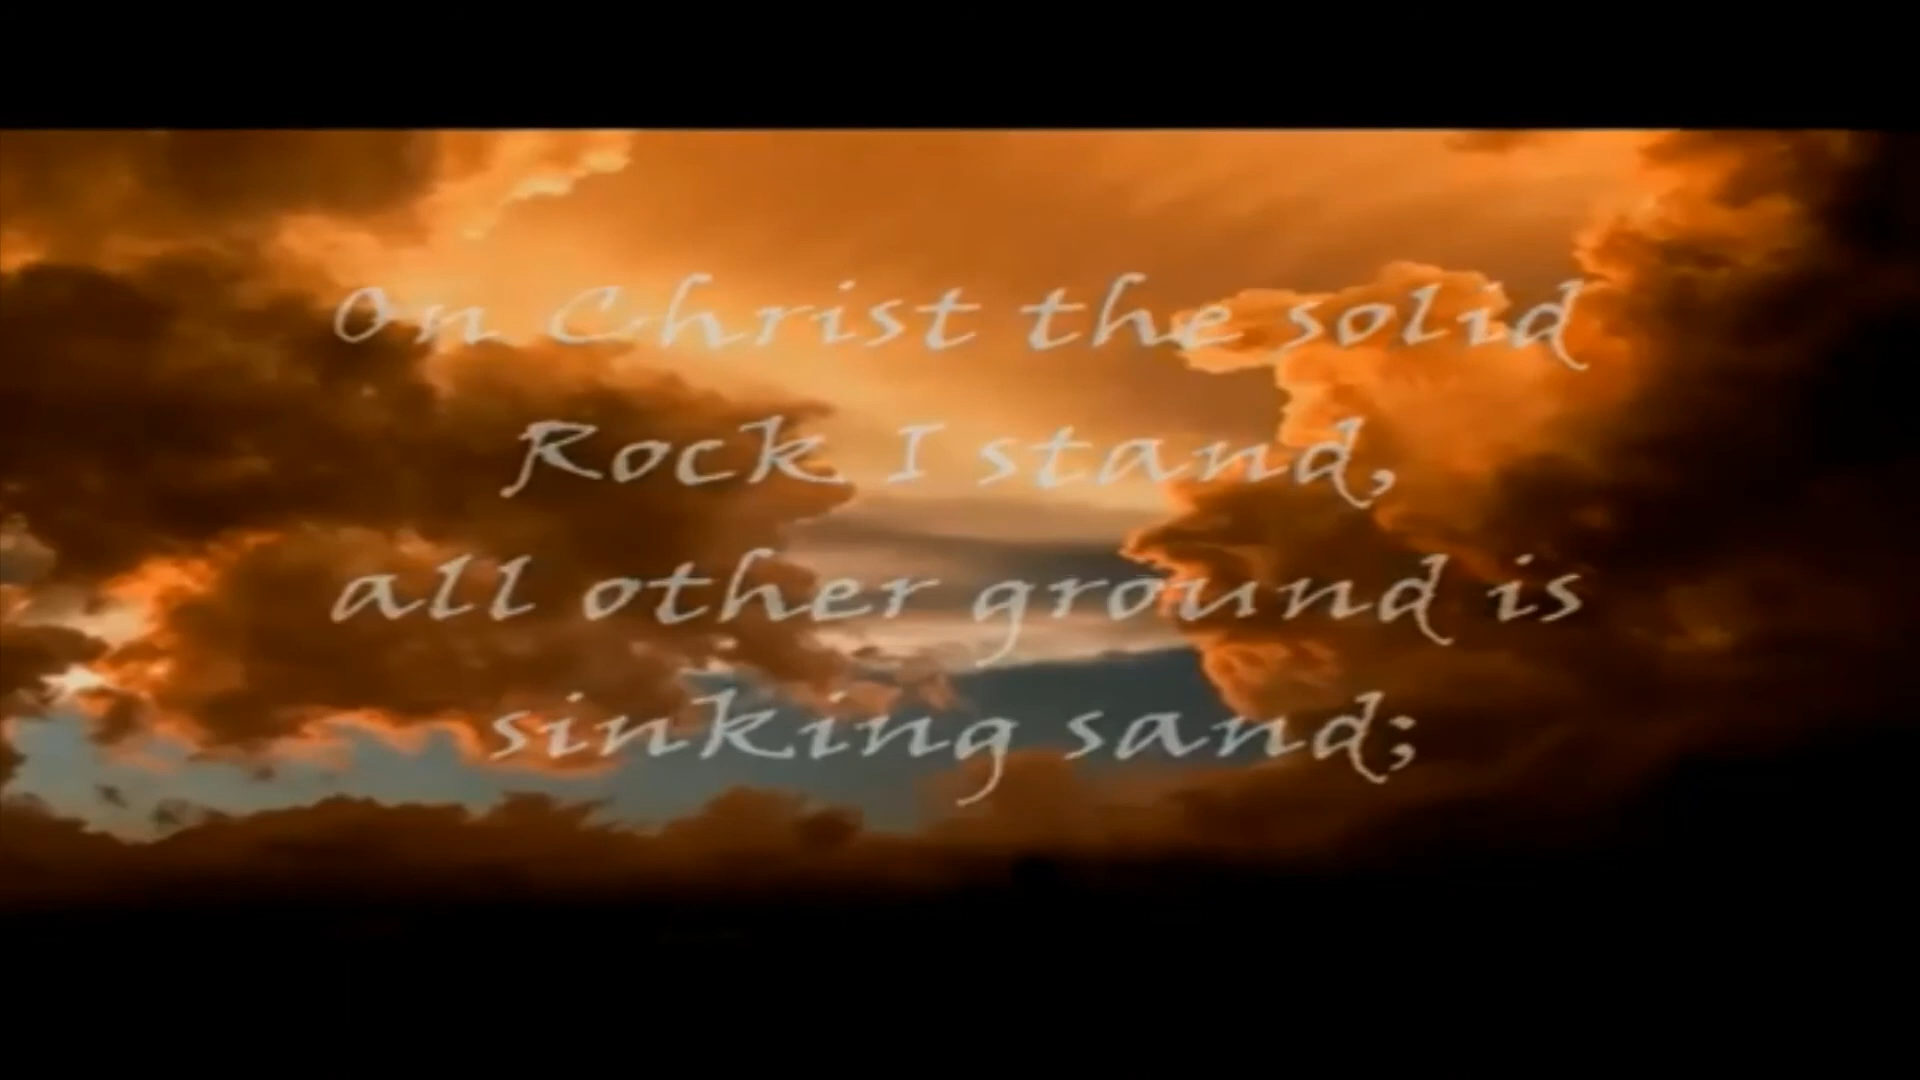 On Christ the solid
Rock I stand,
all other ground is
sinking sand;